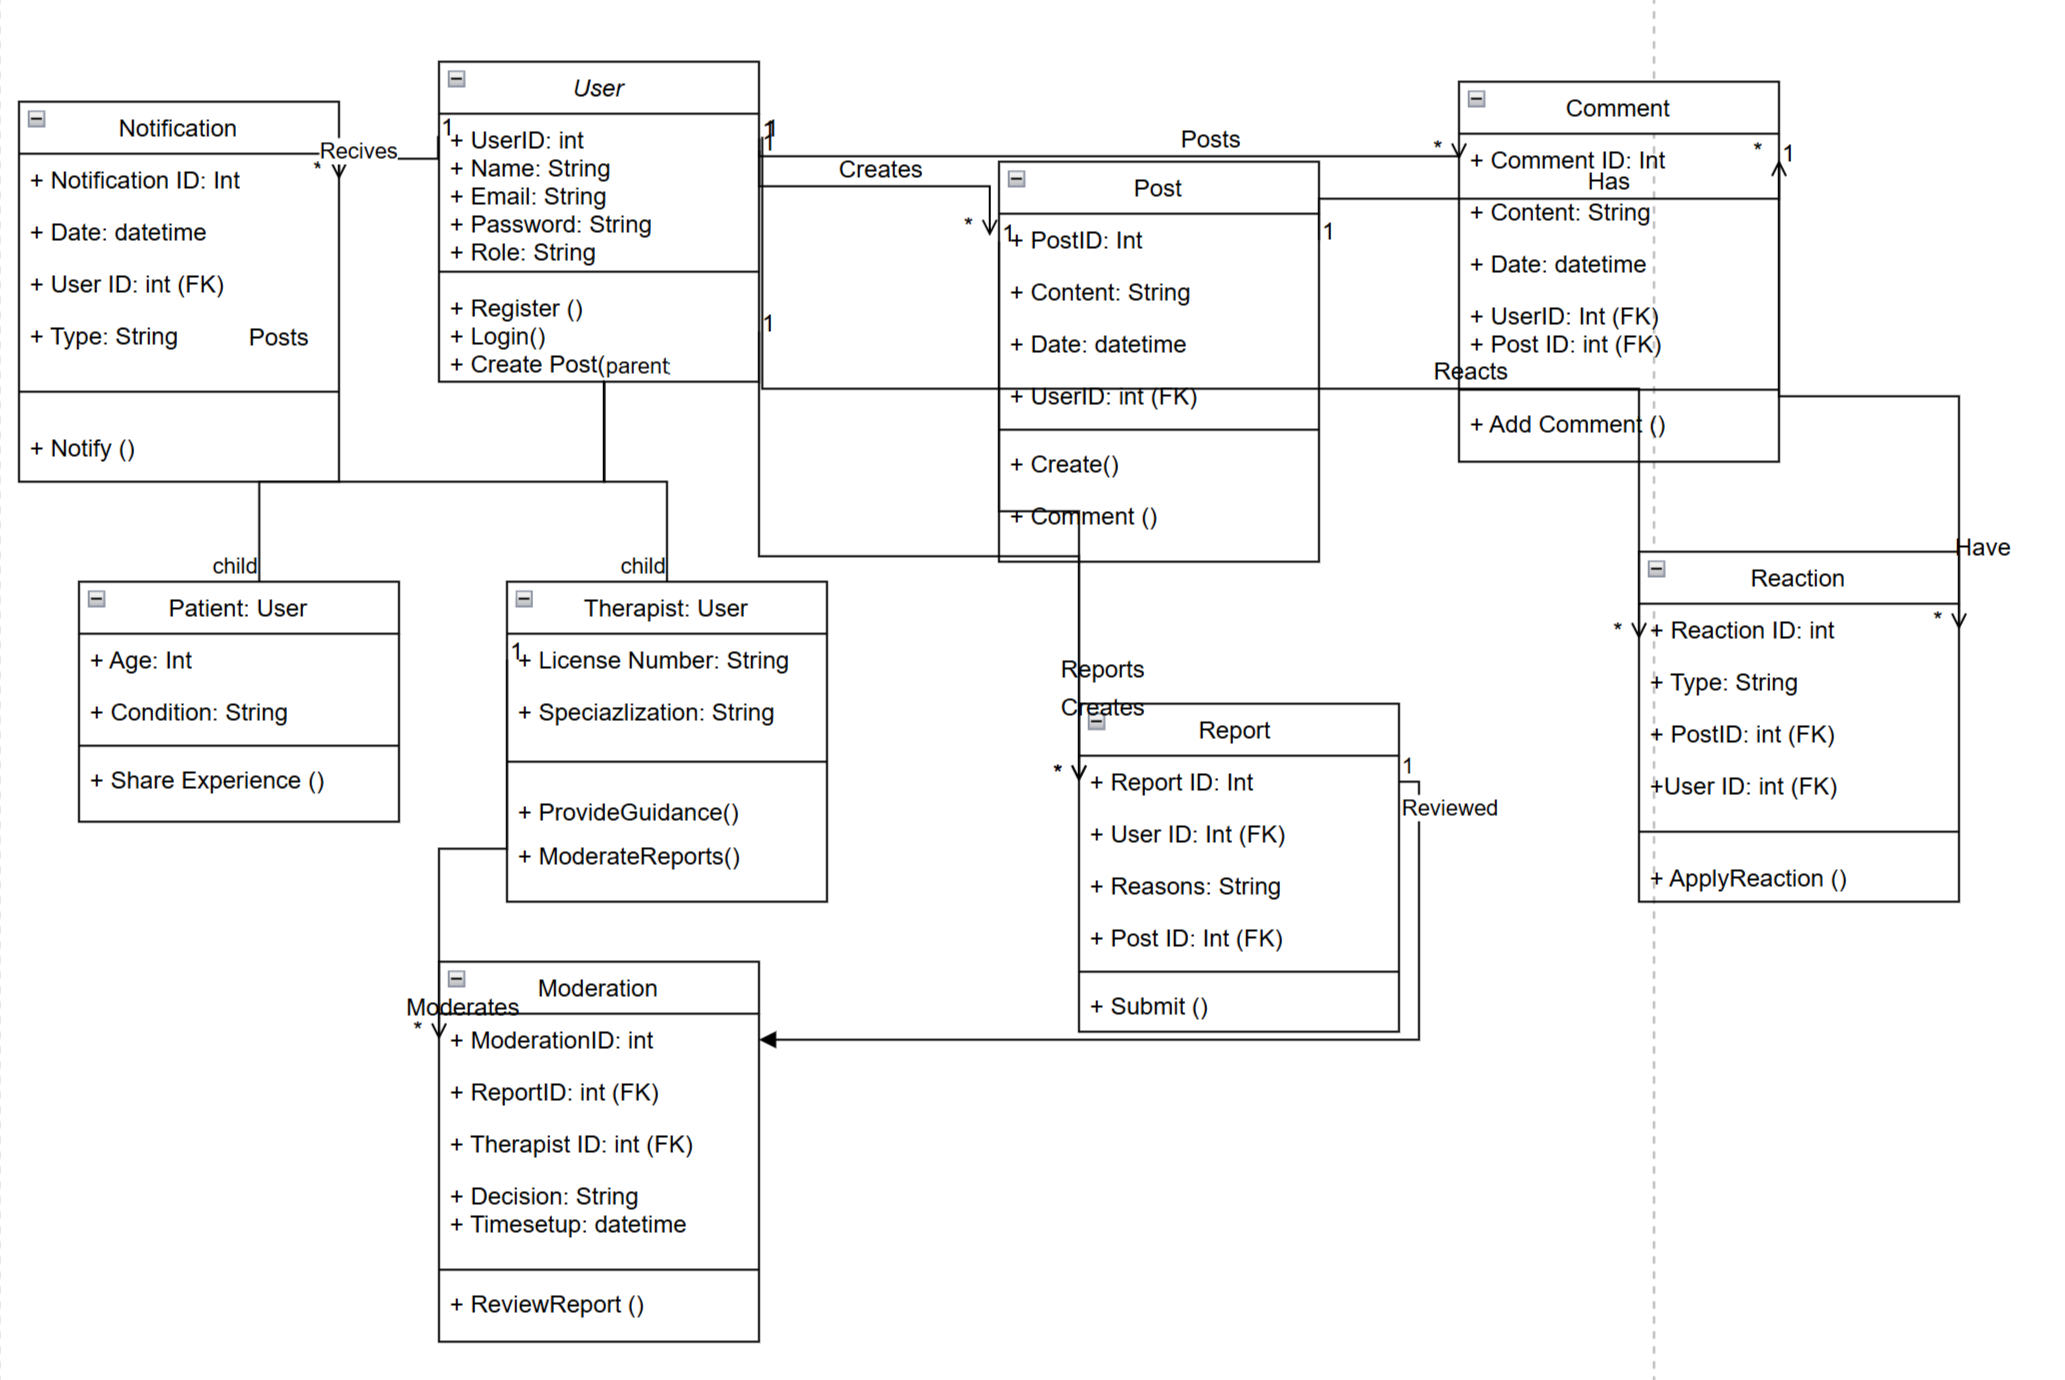 User
1
+ UserID: int
+ Name: String
+ Email: String
+ Password: String
+ Role: String
+ Register ()
+ Login()
+ Create Post(
parent
Notification
Recives
*
+ Notification ID: Int
+ Date: datetime
+ User ID: int (FK)
+ Type: String
Posts
+ Notify ()
1
1
1
Posts
*
Creates
*
Post
1
+ PostID: Int
+ Content: String
+ Date: datetime
+ UserID: int (FK)
+ Create()
+ Comment ()
1
Has
Comment
*
1
+ Comment ID: Int
+ Content: String
+ Date: datetime
+ UserID: Int (FK)
+ Post ID: int (FK)
Reacts
+ Add Comment ()
child
child
Patient: User
+ Age: Int
+ Condition: String
+ Share Experience ()
Therapist: User
1
+ License Number: String
+ Speciazlization: String
+ ProvideGuidance()
+ ModerateReports()
Reports
Creates
Report
*
+ Report ID: Int
+ User ID: Int (FK)
+ Reasons: String
+ Post ID: Int (FK)
+ Submit ()
1
Reviewed
Have
Reaction
*
*
+ Reaction ID: int
+ Type: String
+ PostID: int (FK)
+User ID: int (FK)
+ ApplyReaction ()
Moderation
Moderates
*
+ ModerationID: int
+ ReportID: int (FK)
+ Therapist ID: int (FK)
+ Decision: String
+ Timesetup: datetime
+ ReviewReport ()